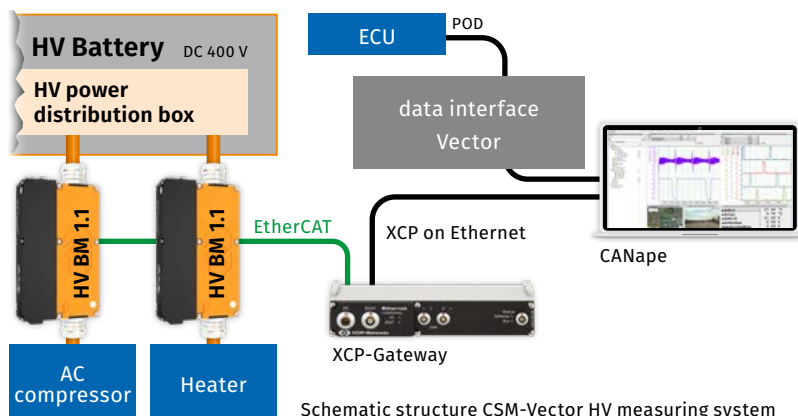 HV Battery DC 400 V
HV power
distribution box
ECU
POD
data interface
Vector
HV BM 1.1
HV BM 1.1
EtherCAT
XCP on Ethernet
CANape
XCP-Gateway
AC
compressor
Heater
Schematic structure CSM-Vector HV measuring system